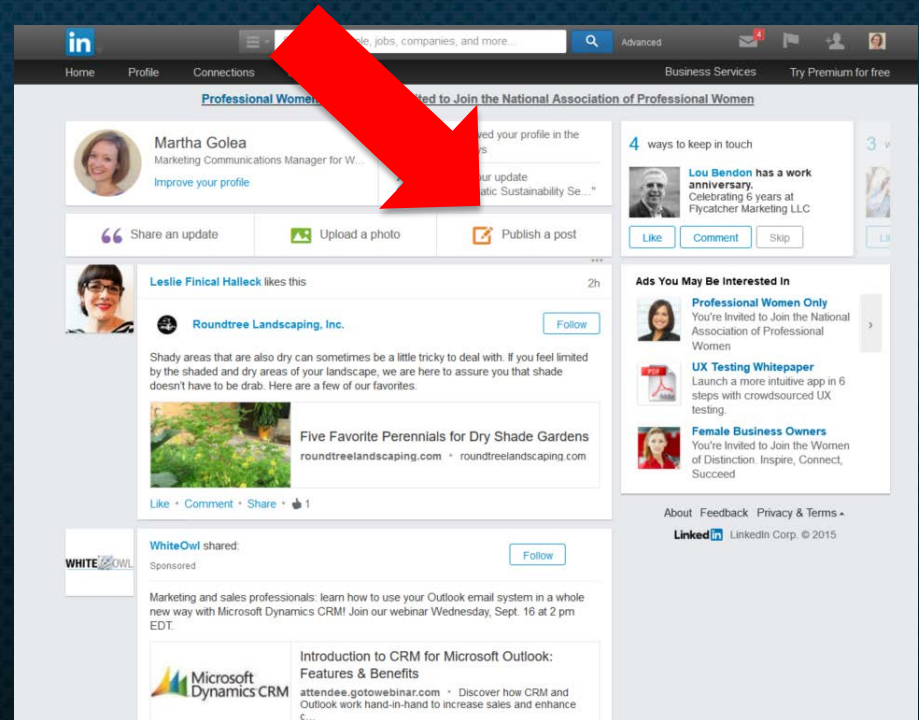 in
ple, jobs, companies, and more...
Advanced
4
Home Profile Connections
Business Services Try Premium for free
Professional Women to Join the National Association of Professional Women
Martha Golea
Marketing Communications Manager for W...
Improve your profile
your profile in the
update
Sustainability Se..."
Share an update Upload a photo Publish a post
4 ways to keep in touch
3
Lou Bendon has a work
anniversary.
Celebrating 6 years at
Flycatcher Marketing LLC
Like Comment Skip
Leslie Finical Halleck likes this 2h
Roundtree Landscaping, Inc. Follow
Shady areas that are also dry can sometimes be a little tricky to deal with. If you feel limited
by the shaded and dry areas of your landscape, we are here to assure you that shade
doesn't have to be drab. Here are a few of our favorites.
Five Favorite Perennials for Dry Shade Gardens
roundtreelandscaping.com • roundtreelandscaping.com
Like • Comment • Share • 1
Ads You May Be Interested In
Professional Women Only
You're Invited to Join the National
Association of Professional
Women
PDF
Adobe
UX Testing Whitepaper
Launch a more intuitive app in 6
steps with crowdsourced UX
testing.
Female Business Owners
You're Invited to Join the Women
of Distinction. Inspire, Connect,
Succeed
About Feedback Privacy & Terms
Linked in LinkedIn Corp. © 2015
WHITE OWL
WhiteOwl shared:
Sponsored
Follow
Marketing and sales professionals: learn how to use your Outlook email system in a whole
new way with Microsoft Dynamics CRM! Join our webinar Wednesday, Sept. 16 at 2 pm
EDT.
Microsoft
Dynamics CRM
Introduction to CRM for Microsoft Outlook:
Features & Benefits
attendee.gotowebinar.com • Discover how CRM and
Outlook work hand-in-hand to increase sales and enhance
c...